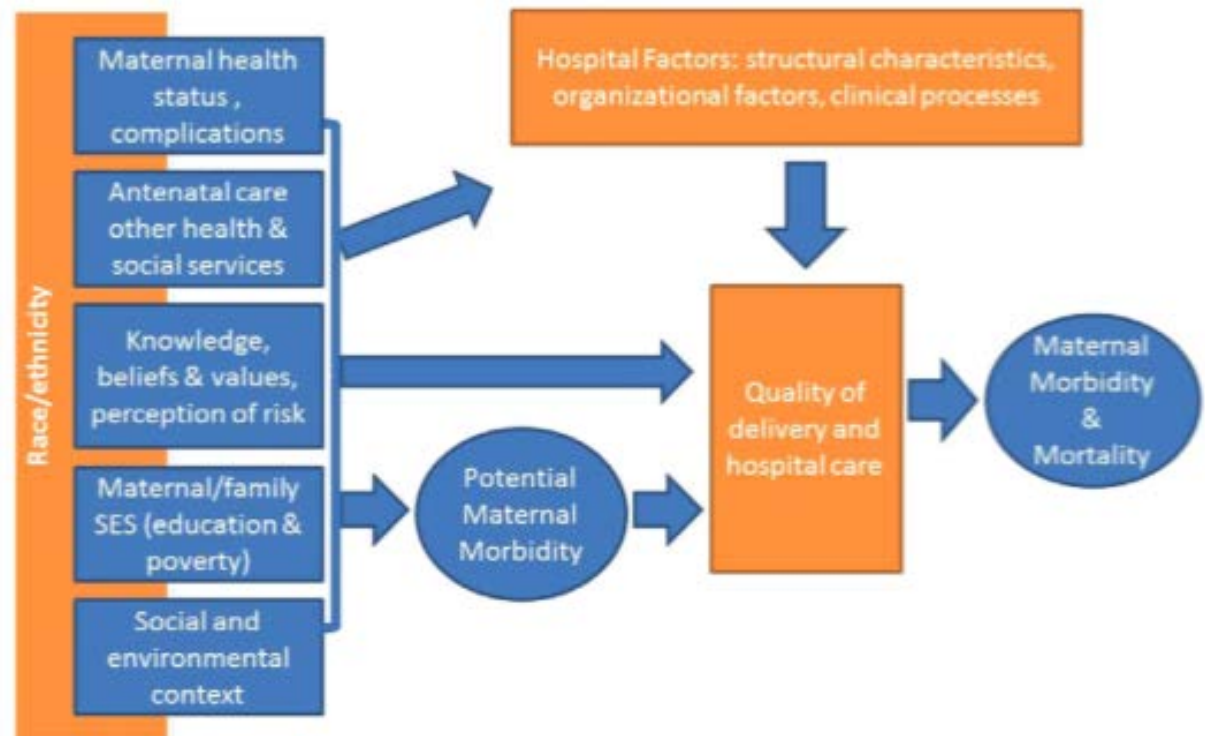 Race/ethnicity
Maternal health
status ,
complications
Antenatal care
other health &
social services
Knowledge,
beliefs & values,
perception of risk
Maternal/family
SES (education &
poverty)
Social and
environmental
context
Hospital Factors: structural characteristics,
organizational factors, clinical processes
Potential
Maternal
Morbidity
Quality of
delivery and
hospital care
Maternal
Morbidity
&
Mortality